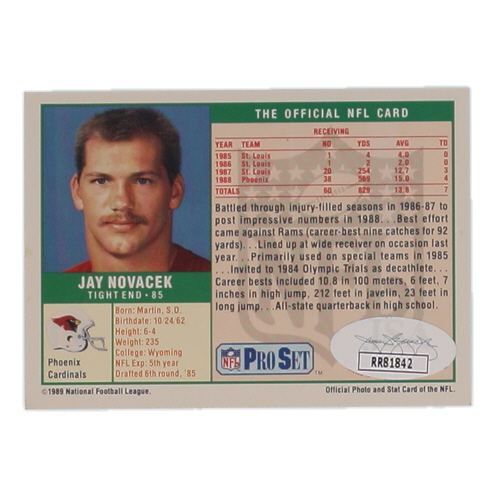 THE OFFICIAL NFL CARD
RECEIVING
YEAR TEAM NO YDS AVG TD
1985 St. Louis 1 4 4.0 0
1986 St. Louis 1 2 2.0 0
1987 St. Louis 20 254 12.7 3
1988 Phoenix 38 569 15.0 4
TOTALS 60 829 13.8 7
Battled through injury-filled seasons in 1986-87 to
post impressive numbers in 1988...Best effort
came against Rams (career-best nine catches for 92
yards)...Lined up at wide receiver on occasion last
year...Primarily used on special teams in 1985
...Invited to 1984 Olympic Trials as decathlete...
Career bests included 10.8 in 100 meters, 6 feet, 7
inches in high jump, 212 feet in javelin, 23 feet in
long jump...All-state quarterback in high school.
JAY NOVACEK
TIGHT END • 85
Phoenix
Cardinals
Born: Martin, S.D.
Birthdate: 10/24/62
Height: 6-4
Weight: 235
College: Wyoming
NFL Exp: 5th year
Drafted 6th round, '85
NFL PRO SET ™
RR81842
©1989 National Football League.
Official Photo and Stat Card of the NFL.